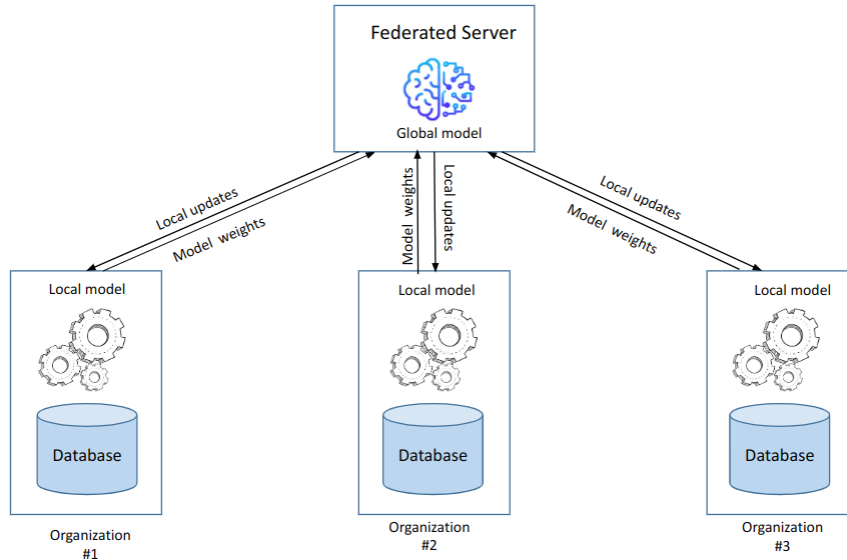 Federated Server
Global model
Local updates
Model weights
Model weights
Local updates
Local updates
Model weights
Local model
Database
Organization
#1
Local model
Database
Organization
#2
Local model
Database
Organization
#3